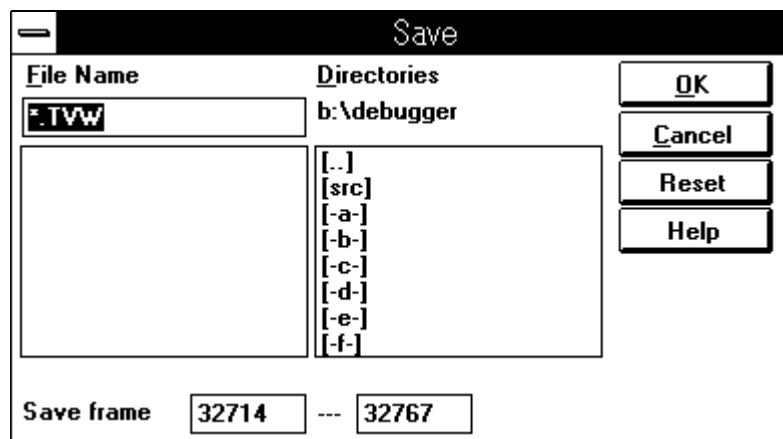 Save
File Name
Directories
*.TVW
b:\debugger
[..]
[src]
[-a-]
[-b-]
[-c-]
[-d-]
[-e-]
[-f-]
OK
Cancel
Reset
Help
Save frame 32714 --- 32767